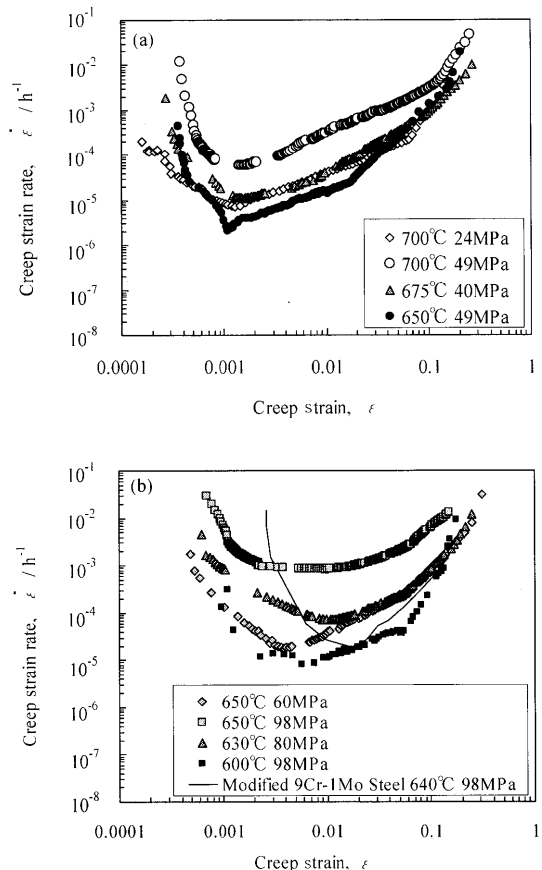 (a)
10⁻¹
10⁻²
10⁻³
10⁻⁴
10⁻⁵
10⁻⁶
10⁻⁷
10⁻⁸
Creep strain rate, ε̇ / h⁻¹
700℃ 24MPa
700℃ 49MPa
675℃ 40MPa
650℃ 49MPa
0.0001 0.001 0.01 0.1 1
Creep strain, ε
(b)
10⁻¹
10⁻²
10⁻³
10⁻⁴
10⁻⁵
10⁻⁶
10⁻⁷
10⁻⁸
Creep strain rate, ε̇ / h⁻¹
650℃ 60MPa
650℃ 98MPa
630℃ 80MPa
600℃ 98MPa
Modified 9Cr-1Mo Steel 640℃ 98MPa
0.0001 0.001 0.01 0.1 1
Creep strain, ε